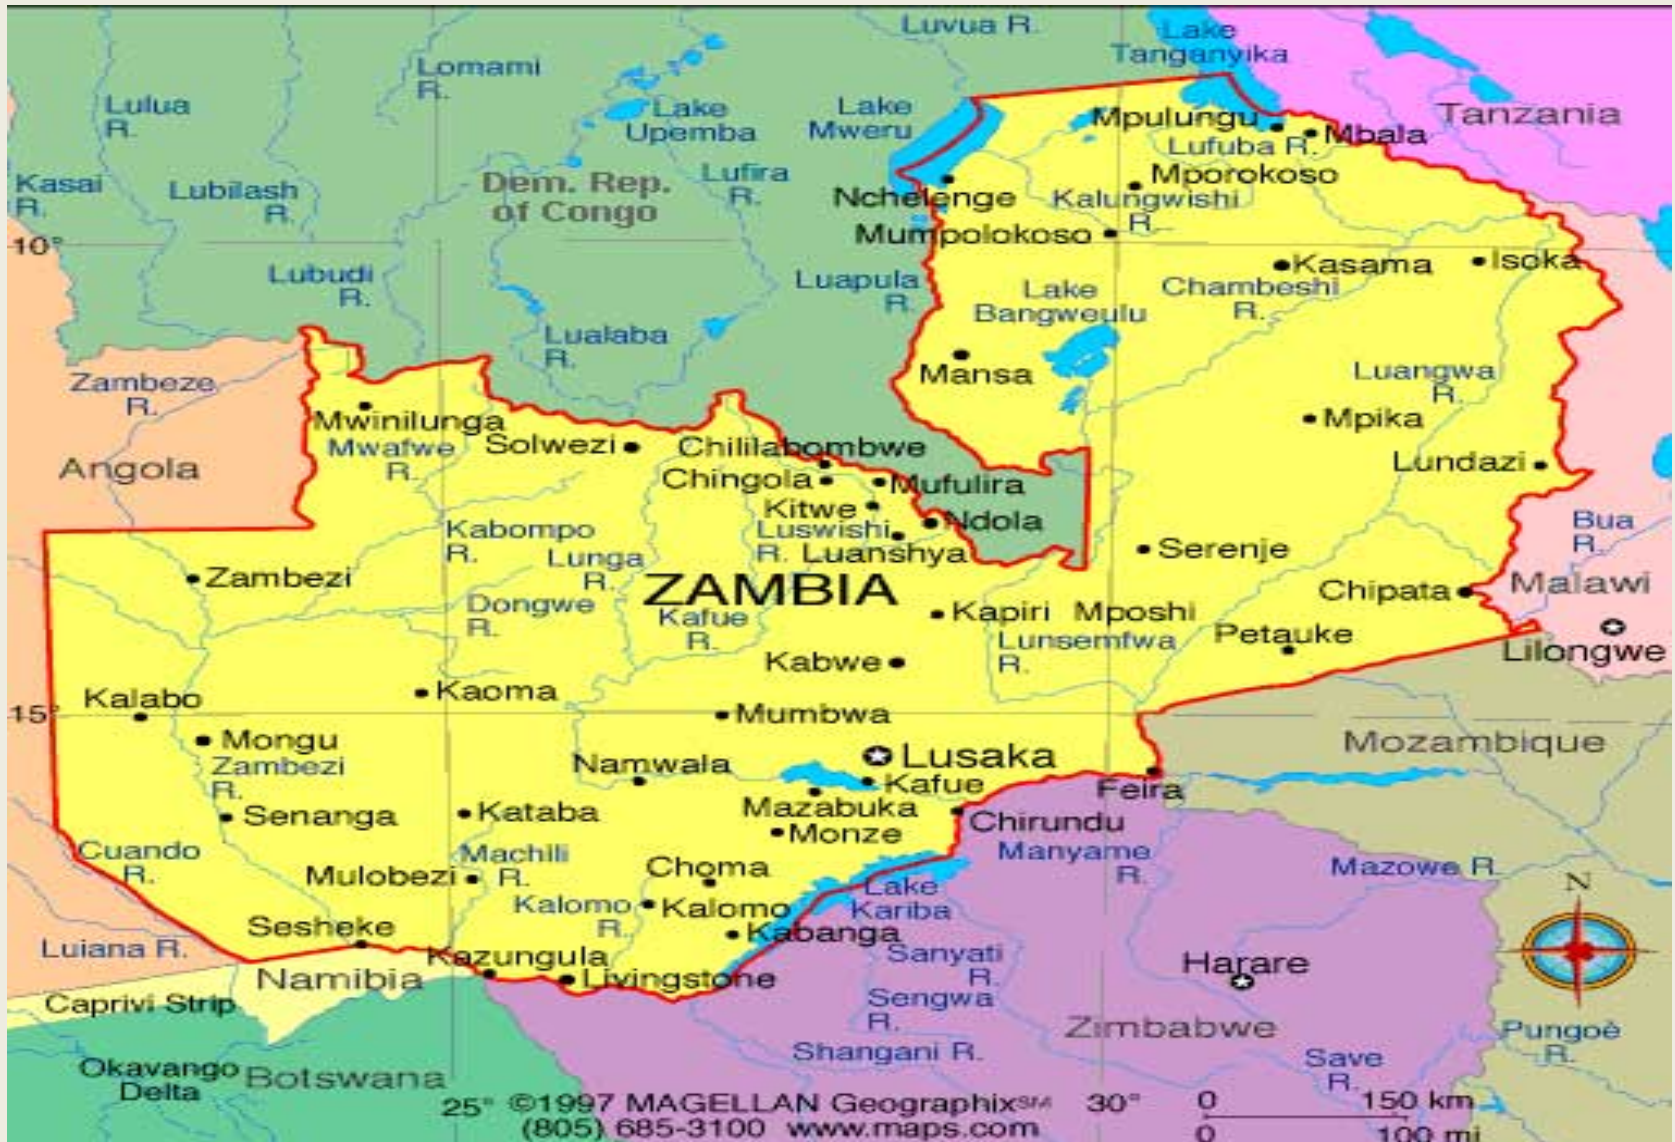 Luvua R.
Lake
Tanganyika
Lomami
R.
Lulua
R.
Lake
Upemba
Lake
Mweru
Mpulungu
Mbala
Tanzania
Lufuba R.
Kasai
R.
Lubilash
R.
Dem. Rep.
of Congo
Lufira
R.
Nchelenge
Mporokoso
Kalungwishi
R.
Mumpolokoso
10°
Lubudi
R.
Luapula
R.
Kasama
Isoka
Lake
Bangweulu
Chambeshi
R.
Lualaba
R.
Mansa
Zambeze
R.
Luangwa
R.
Mwinilunga
Mwafwe
R.
Solwezi
Chililabombwe
Mpika
Angola
Chingola
Mufulira
Lundazi
Kitwe
Ndola
Kabompo
R.
Luswishi
R.
Luanshya
Bua
R.
Lunga
R.
Serenje
Zambezi
ZAMBIA
Chipata
Malawi
Dongwe
R.
Kafue
R.
Kapiri Mposhi
Lunsemfwa
R.
Petauke
Lilongwe
Kabwe
Kalabo
Kaoma
15°
Mumbwa
Mongu
Zambezi
R.
Namwala
Lusaka
Mozambique
Kafue
Feira
Senanga
Kataba
Mazabuka
Monze
Chirundu
Cuando
R.
Machili
R.
Mulobezi
Choma
Manyame
R.
Mazowe R.
N
Kalomo
R.
Kalomo
Lake
Kariba
Sesheke
Kabanga
Luiana R.
Kazungula
Livingstone
Sanyati
R.
Harare
Namibia
Caprivi Strip
Sengwa
R.
Zimbabwe
Pungoè
R.
Okavango
Delta
Botswana
Shangani R.
Save
R.
25° ©1997 MAGELLAN Geographix℠ 30° 0 150 km
(805) 685-3100 www.maps.com 0 100 mi